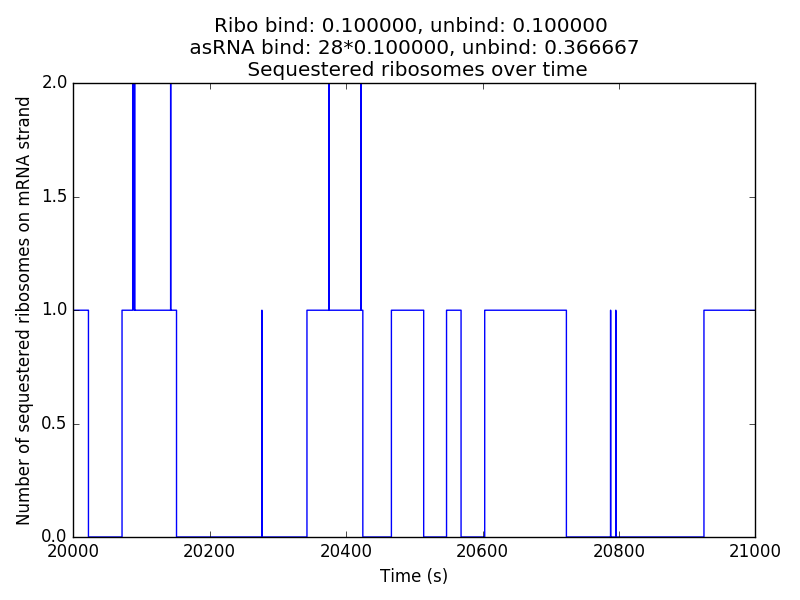 Ribo bind: 0.100000, unbind: 0.100000
asRNA bind: 28*0.100000, unbind: 0.366667
Sequestered ribosomes over time
Number of sequestered ribosomes on mRNA strand
2.0
1.5
1.0
0.5
0.0
20000 20200 20400 20600 20800 21000
Time (s)